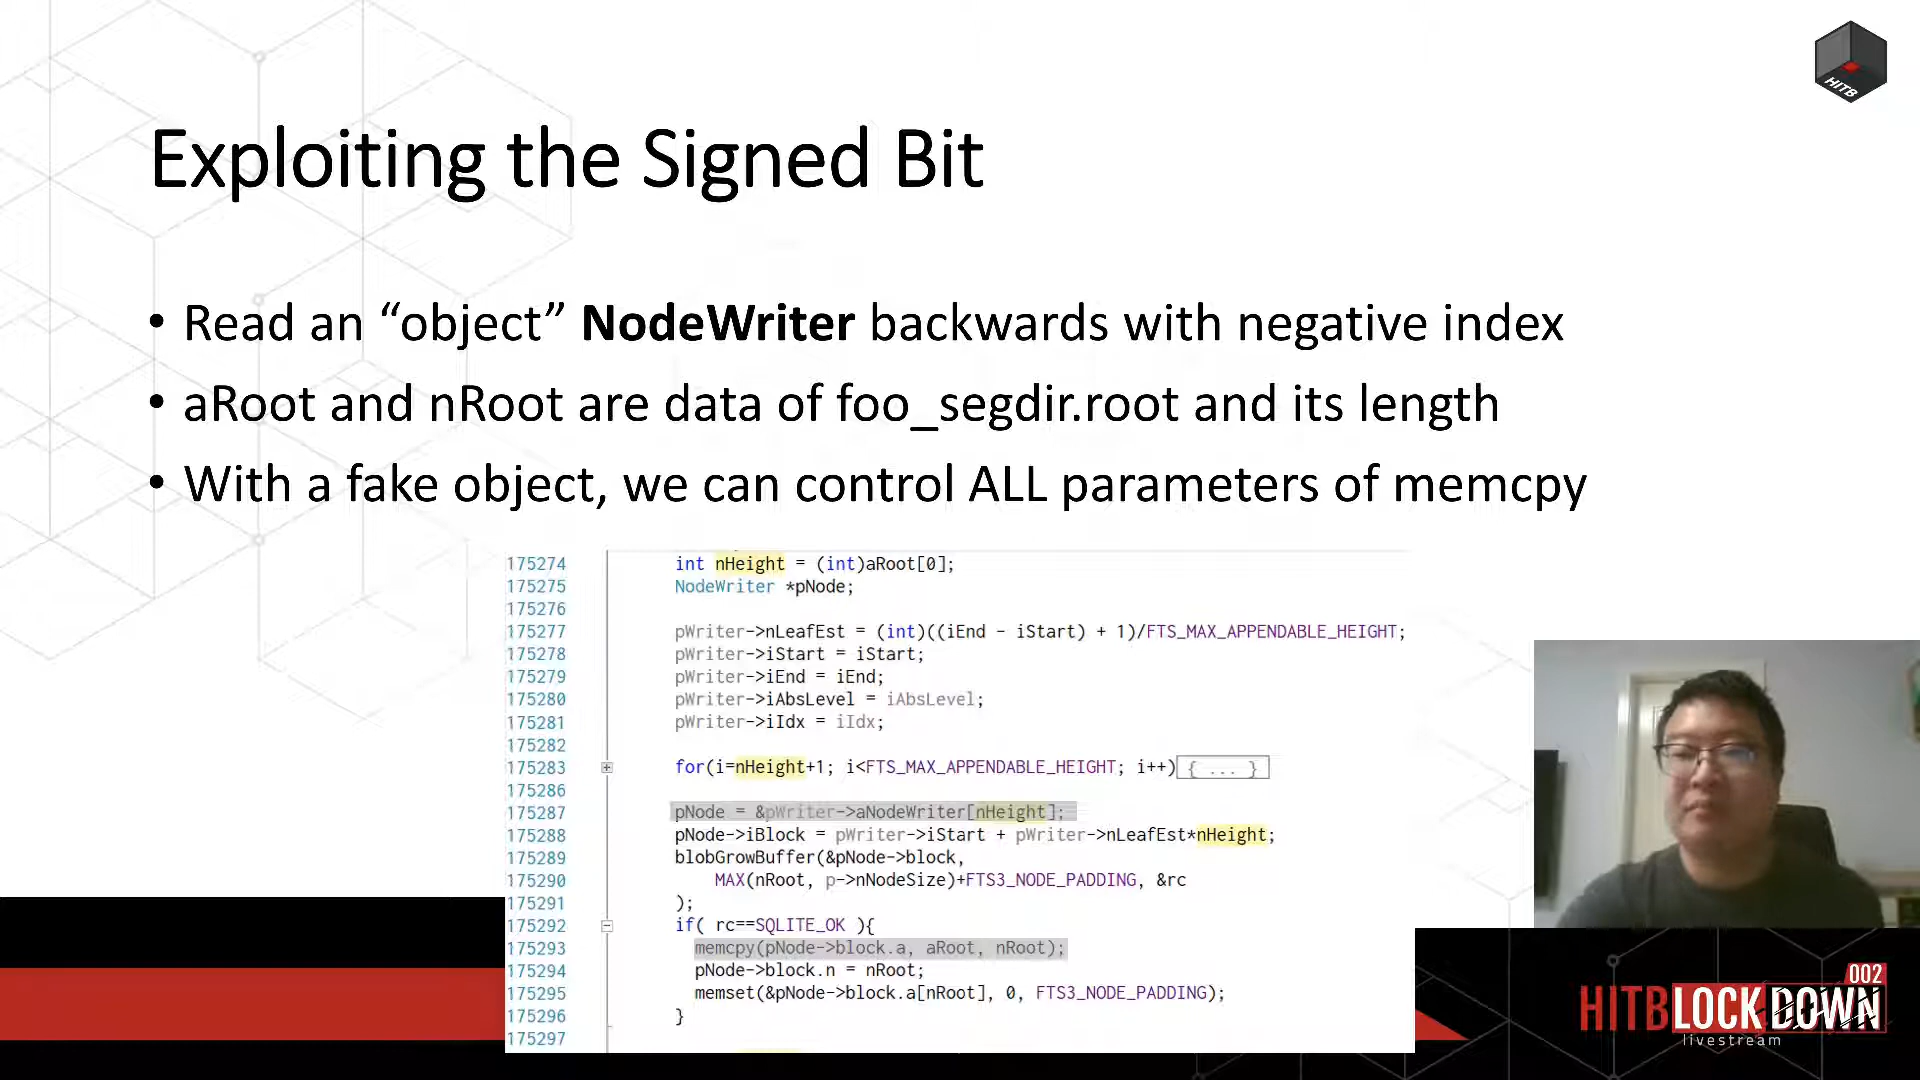 HITB
Exploiting the Signed Bit
• Read an “object” NodeWriter backwards with negative index
• aRoot and nRoot are data of foo_segdir.root and its length
• With a fake object, we can control ALL parameters of memcpy
175274 int nHeight = (int)aRoot[0];
175275 NodeWriter *pNode;
175276
175277 pWriter->nLeafEst = (int)((iEnd - iStart) + 1)/FTS_MAX_APPENDABLE_HEIGHT;
175278 pWriter->iStart = iStart;
175279 pWriter->iEnd = iEnd;
175280 pWriter->iAbsLevel = iAbsLevel;
175281 pWriter->iIdx = iIdx;
175282
175283 for(i=nHeight+1; i<FTS_MAX_APPENDABLE_HEIGHT; i++){ ... }
175286
175287 pNode = &pWriter->aNodeWriter[nHeight];
175288 pNode->iBlock = pWriter->iStart + pWriter->nLeafEst*nHeight;
175289 blobGrowBuffer(&pNode->block,
175290 MAX(nRoot, p->nNodeSize)+FTS3_NODE_PADDING, &rc
175291 );
175292 if( rc==SQLITE_OK ){
175293 memcpy(pNode->block.a, aRoot, nRoot);
175294 pNode->block.n = nRoot;
175295 memset(&pNode->block.a[nRoot], 0, FTS3_NODE_PADDING);
175296 }
175297
002
HITBLOCKDOWN
livestream